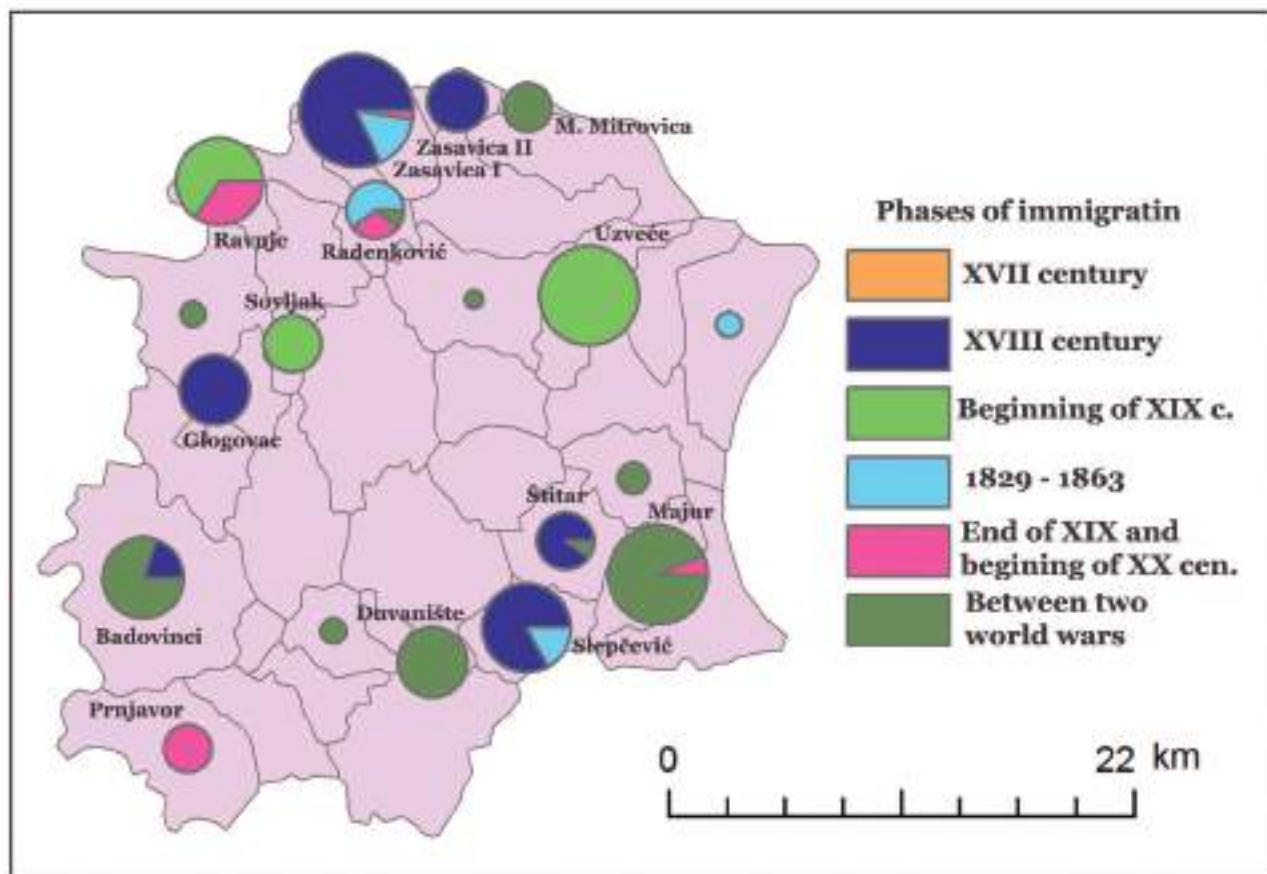 M. Mitrovica
Zasavica II
Zasavica I
Ravnje
Radenković
Uzveće
Sovljak
Glogovac
Štitar
Majur
Badovinci
Duvanište
Slepčević
Prnjavor
Phases of immigratin
XVII century
XVIII century
Beginning of XIX c.
1829 - 1863
End of XIX and
begining of XX cen.
Between two
world wars
0 22 km